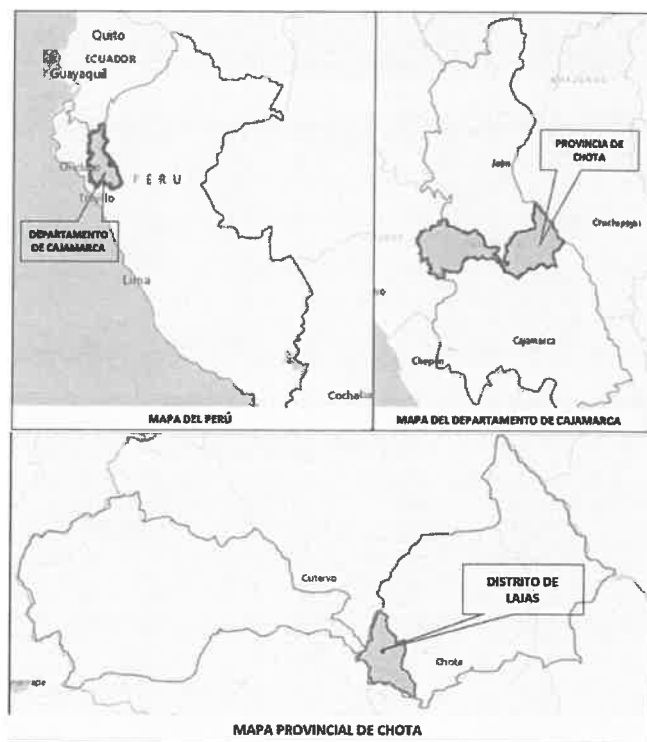 Quito
ECUADOR
Guayaquil
PERU
DEPARTAMENTO
DE CAJAMARCA
Lima
MAPA DEL PERÚ
PROVINCIA DE
CHOTA
Jaén
Cajamarca
Chepén
MAPA DEL DEPARTAMENTO DE CAJAMARCA
Cutervo
DISTRITO DE
LAJAS
Chota
MAPA PROVINCIAL DE CHOTA